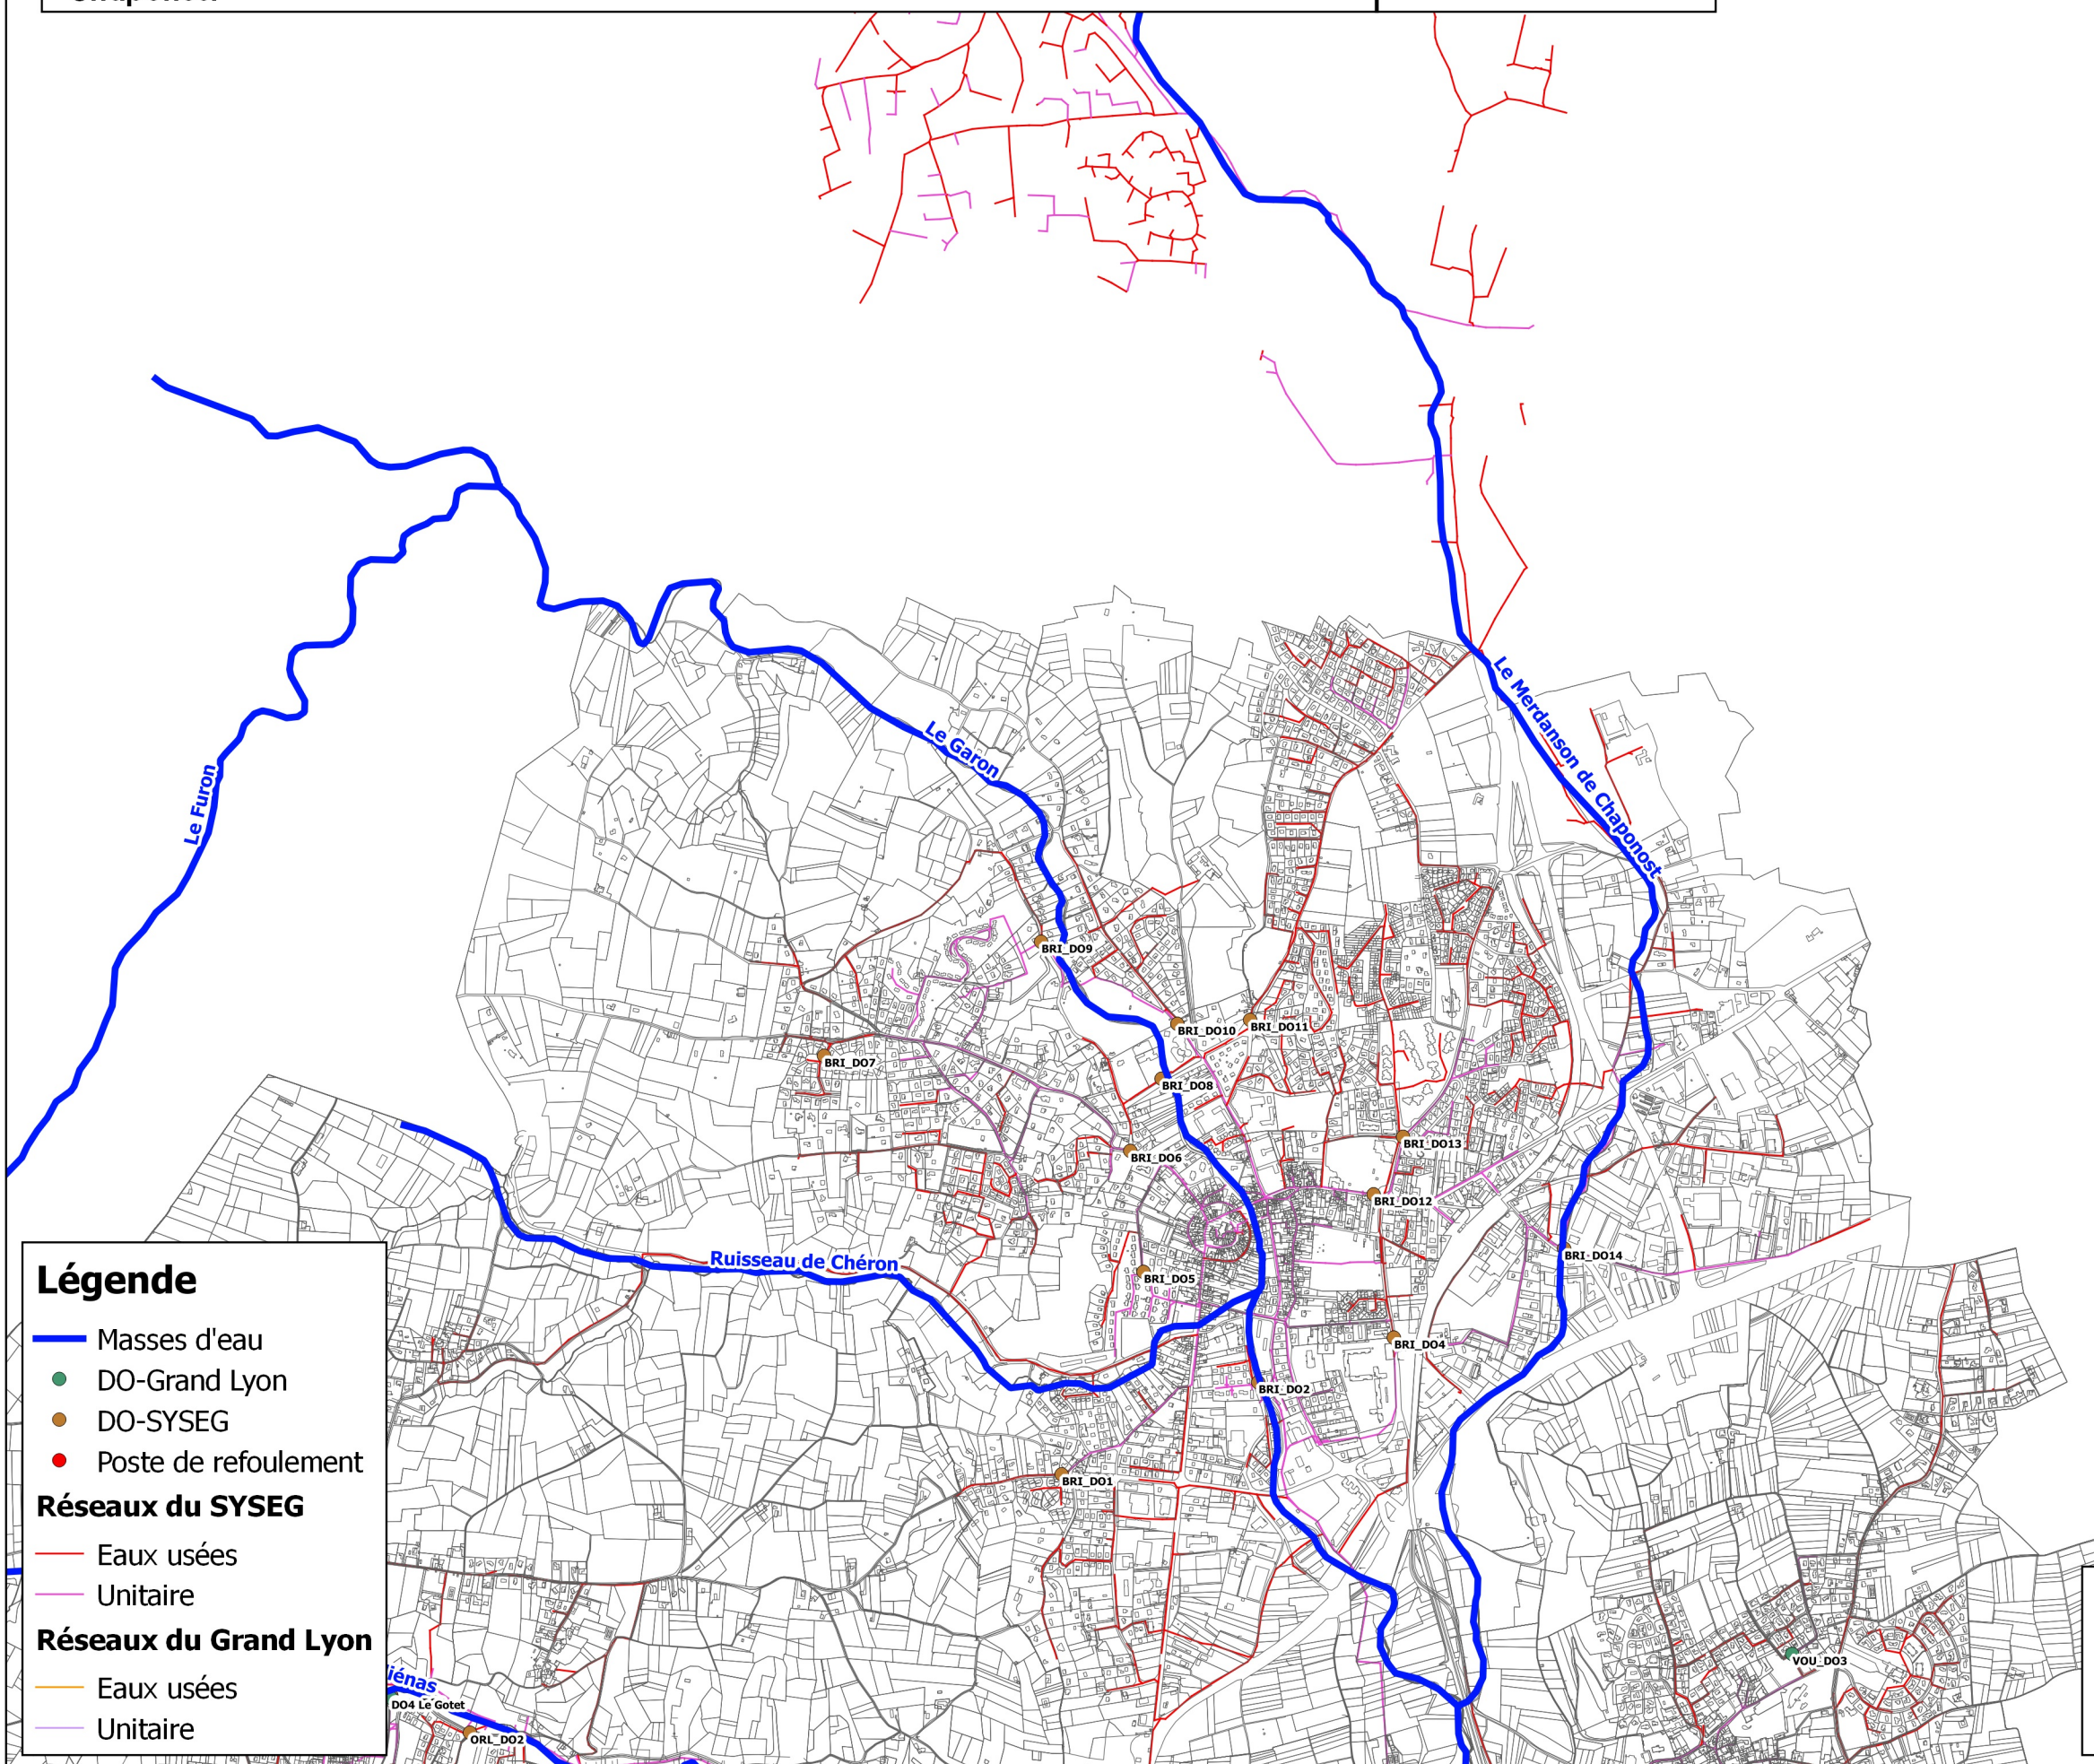 Le Merdanson de Chaponost
Le Garon
Le Furon
BRI_DO9
BRI_DO10
BRI_DO11
BRI_DO7
BRI_DO8
BRI_DO13
BRI_DO6
BRI_DO12
Ruisseau de Chéron
BRI_DO14
BRI_DO5
BRI_DO4
BRI_DO2
BRI_DO1
VOU_DO3
Légende
Masses d'eau
DO-Grand Lyon
DO-SYSEG
Poste de refoulement
Réseaux du SYSEG
Eaux usées
Unitaire
Réseaux du Grand Lyon
Eaux usées
Unitaire
iénas
DO4 Le Gotet
ORL_DO2